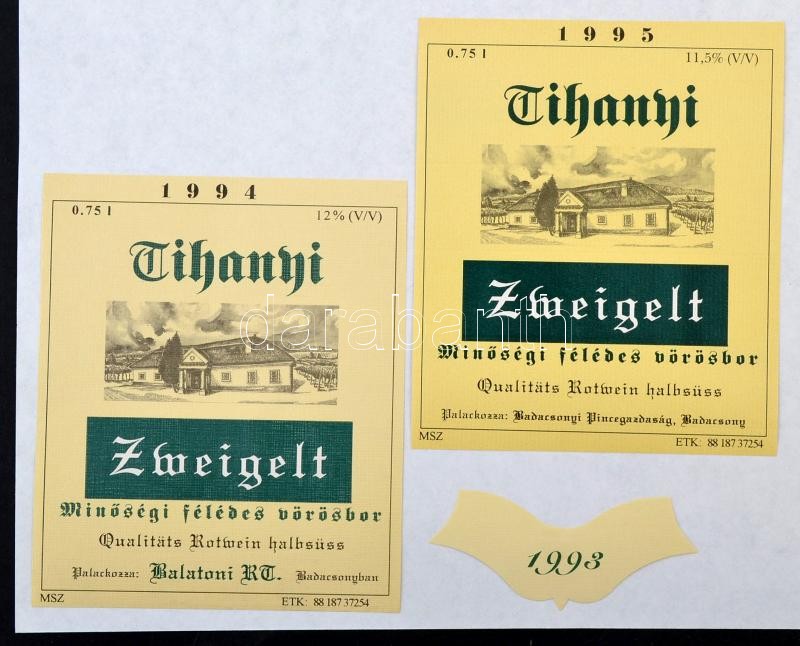 1994
0.75 l
12% (V/V)
Tihanyi
Zweigelt
Minőségi félédes vörösbor
Qualitäts Rotwein halbsüss
Palackozza: Balatoni RT. Badacsonyban
MSZ
ETK: 88 187 37254
1995
0.75 l
11,5% (V/V)
Tihanyi
Zweigelt
Minőségi félédes vörösbor
Qualitäts Rotwein halbsüss
Palackozza: Badacsonyi Pincegazdaság, Badacsony
MSZ
ETK: 88 187 37254
1993
darabanth